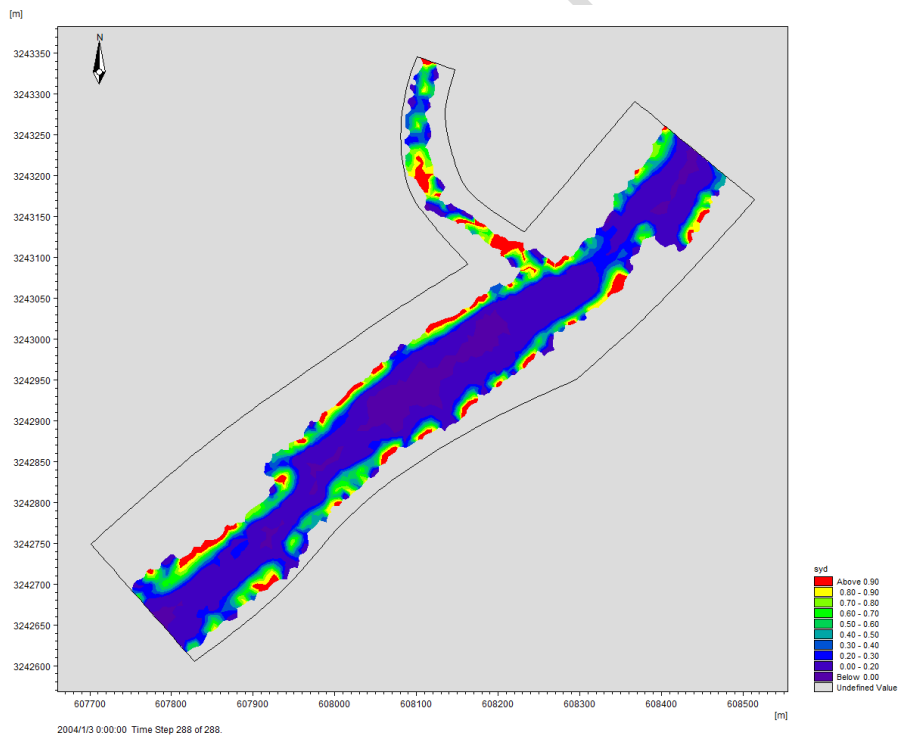 [m]
N
3243350
3243300
3243250
3243200
3243150
3243100
3243050
3243000
3242950
3242900
3242850
3242800
3242750
3242700
3242650
3242600
syd
Above 0.90
0.80 - 0.90
0.70 - 0.80
0.60 - 0.70
0.50 - 0.60
0.40 - 0.50
0.30 - 0.40
0.20 - 0.30
0.00 - 0.20
Below 0.00
Undefined Value
607700 607800 607900 608000 608100 608200 608300 608400 608500
[m]
2004/1/3 0:00:00 Time Step 288 of 288.